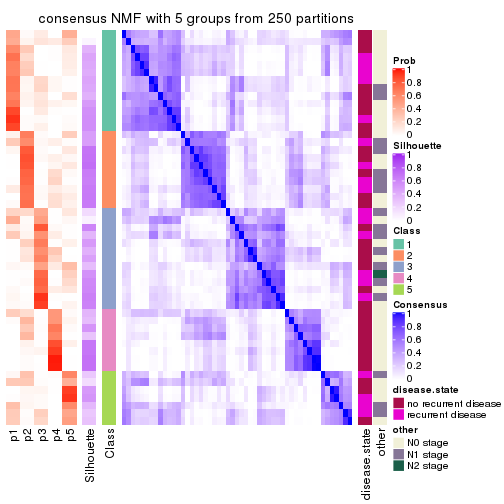 consensus NMF with 5 groups from 250 partitions
Prob
1
0.8
0.6
0.4
0.2
0
Silhouette
1
0.8
0.6
0.4
0.2
0
Class
1
2
3
4
5
Consensus
1
0.8
0.6
0.4
0.2
0
disease.state
no recurrent disease
recurrent disease
other
N0 stage
N1 stage
N2 stage
p1
p2
p3
p4
p5
Silhouette
Class
disease.state
other